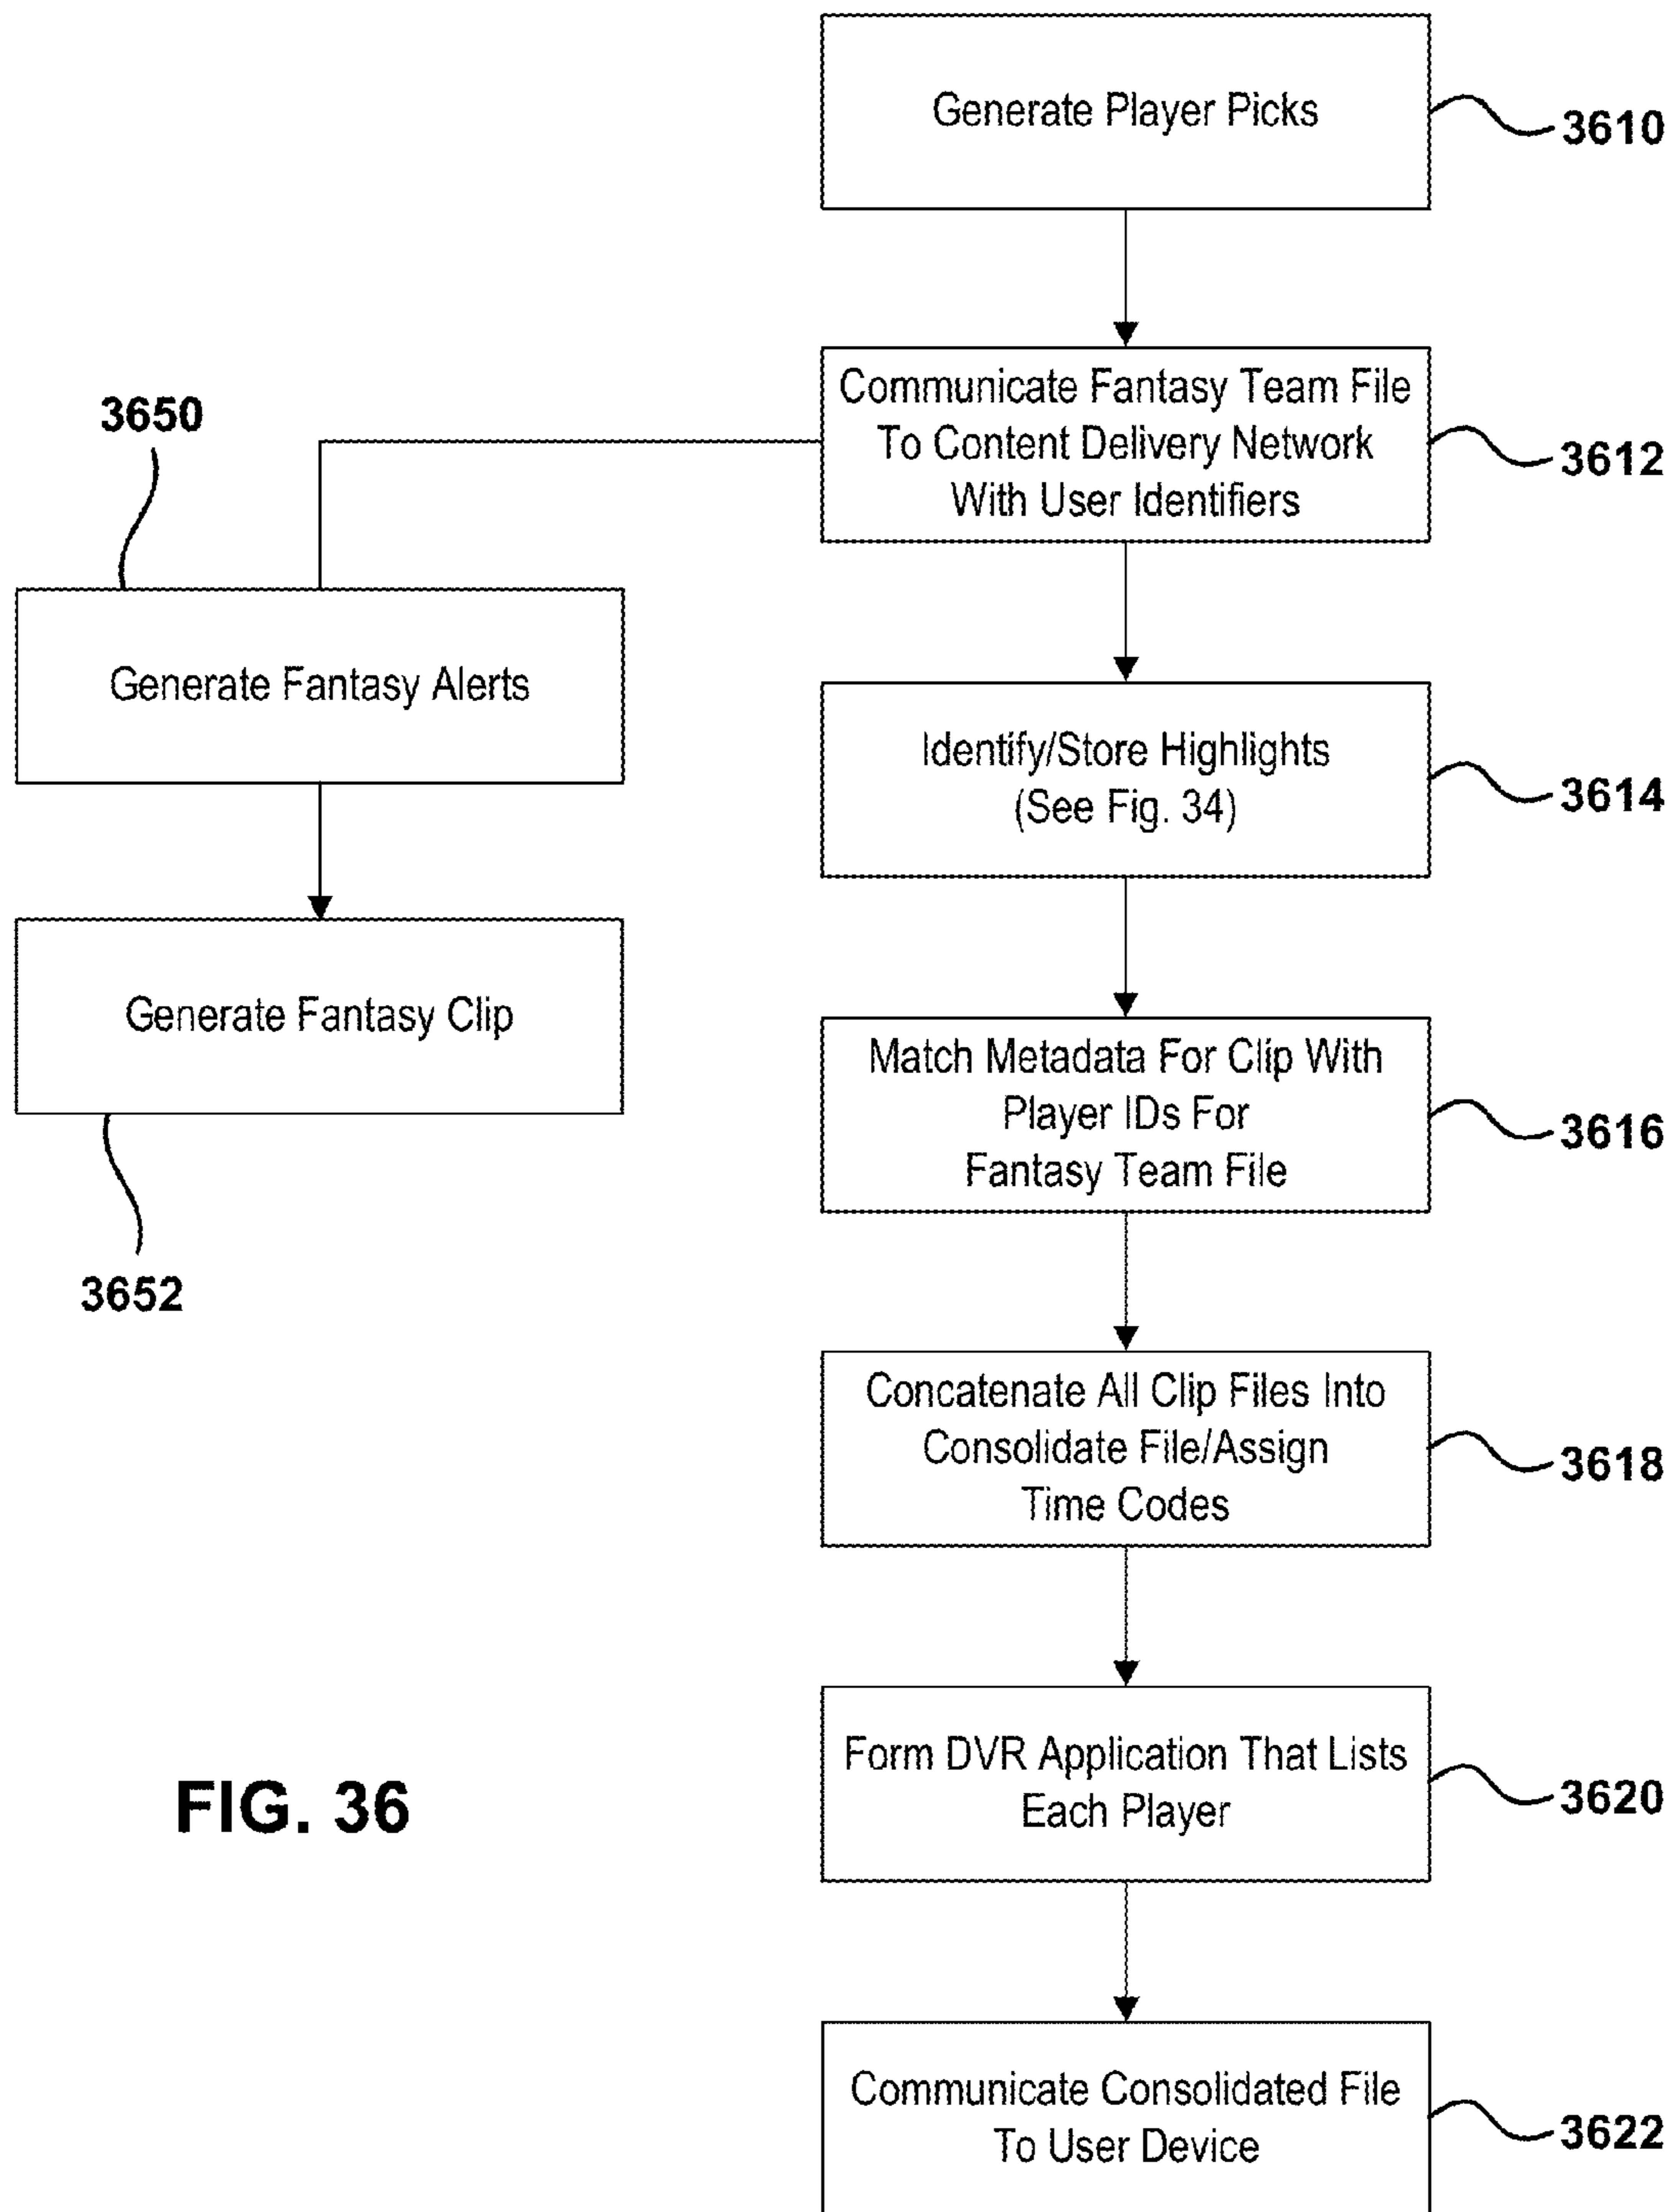 Generate Player Picks
3610
Communicate Fantasy Team File
To Content Delivery Network
With User Identifiers
3612
3650
Generate Fantasy Alerts
Identify/Store Highlights
(See Fig. 34)
3614
Generate Fantasy Clip
3652
Match Metadata For Clip With
Player IDs For
Fantasy Team File
3616
Concatenate All Clip Files Into
Consolidate File/Assign
Time Codes
3618
Form DVR Application That Lists
Each Player
3620
FIG. 36
Communicate Consolidated File
To User Device
3622